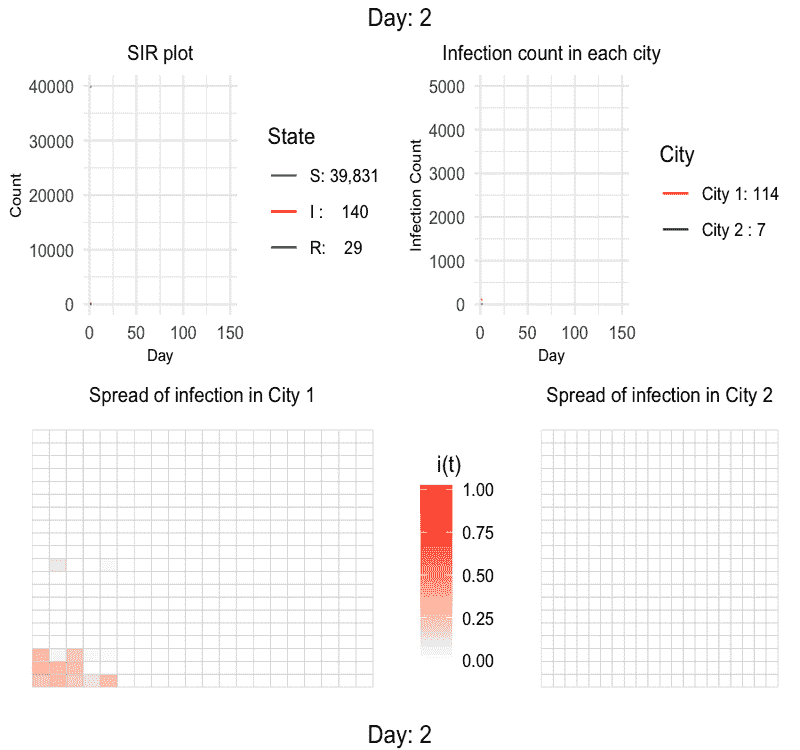 Day: 2
SIR plot
Infection count in each city
40000
30000
20000
10000
0
Count
0 50 100 150
Day
State
S: 39,831
I : 140
R: 29
5000
4000
3000
2000
1000
0
Infection Count
0 50 100 150
Day
City
City 1: 114
City 2 : 7
Spread of infection in City 1
Spread of infection in City 2
i(t)
1.00
0.75
0.50
0.25
0.00
Day: 2